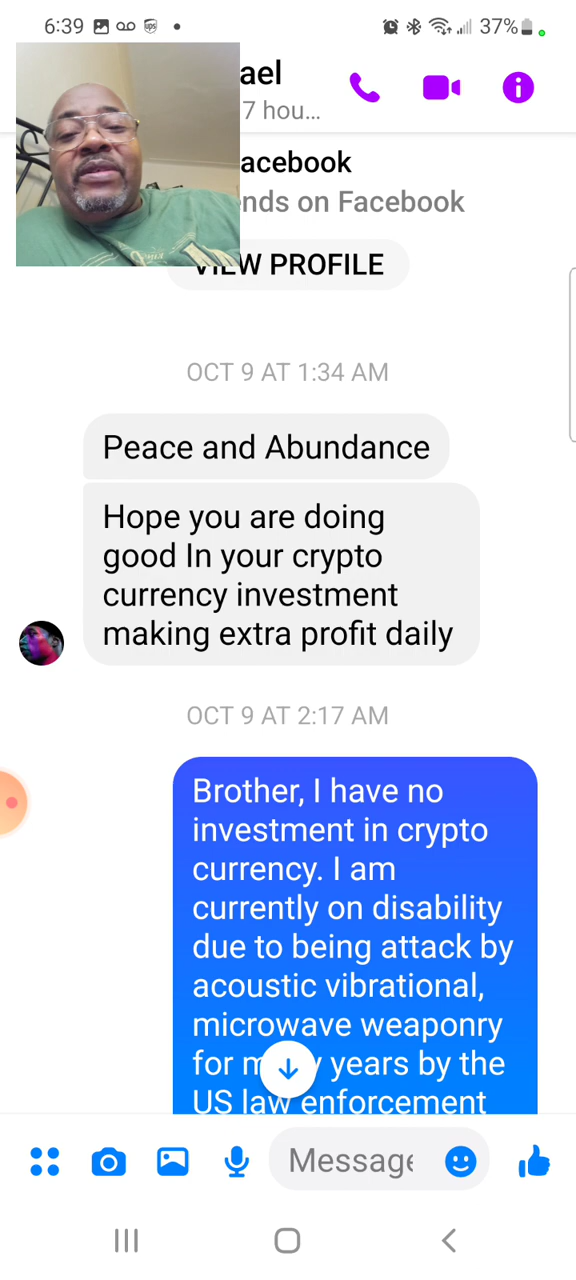 6:39
37%
ael
7 hou...
acebook
nds on Facebook
VIEW PROFILE
OCT 9 AT 1:34 AM
Peace and Abundance
Hope you are doing
good In your crypto
currency investment
making extra profit daily
OCT 9 AT 2:17 AM
Brother, I have no
investment in crypto
currency. I am
currently on disability
due to being attack by
acoustic vibrational,
microwave weaponry
for years by the
US law enforcement
Message